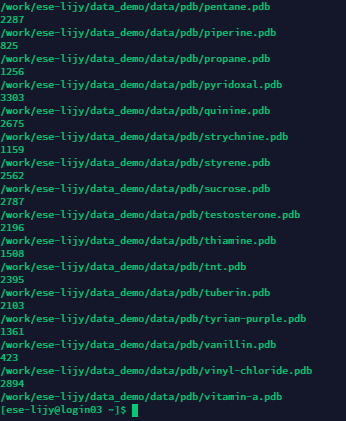 /work/ese-lijy/data_demo/data/pdb/pentane.pdb
2287
/work/ese-lijy/data_demo/data/pdb/piperine.pdb
825
/work/ese-lijy/data_demo/data/pdb/propane.pdb
1256
/work/ese-lijy/data_demo/data/pdb/pyridoxal.pdb
3303
/work/ese-lijy/data_demo/data/pdb/quinine.pdb
2675
/work/ese-lijy/data_demo/data/pdb/strychnine.pdb
1159
/work/ese-lijy/data_demo/data/pdb/styrene.pdb
2562
/work/ese-lijy/data_demo/data/pdb/sucrose.pdb
2787
/work/ese-lijy/data_demo/data/pdb/testosterone.pdb
2196
/work/ese-lijy/data_demo/data/pdb/thiamine.pdb
1508
/work/ese-lijy/data_demo/data/pdb/tnt.pdb
2395
/work/ese-lijy/data_demo/data/pdb/tuberin.pdb
2103
/work/ese-lijy/data_demo/data/pdb/tyrian-purple.pdb
1361
/work/ese-lijy/data_demo/data/pdb/vanillin.pdb
423
/work/ese-lijy/data_demo/data/pdb/vinyl-chloride.pdb
2894
/work/ese-lijy/data_demo/data/pdb/vitamin-a.pdb
[ese-lijy@login03 ~]$